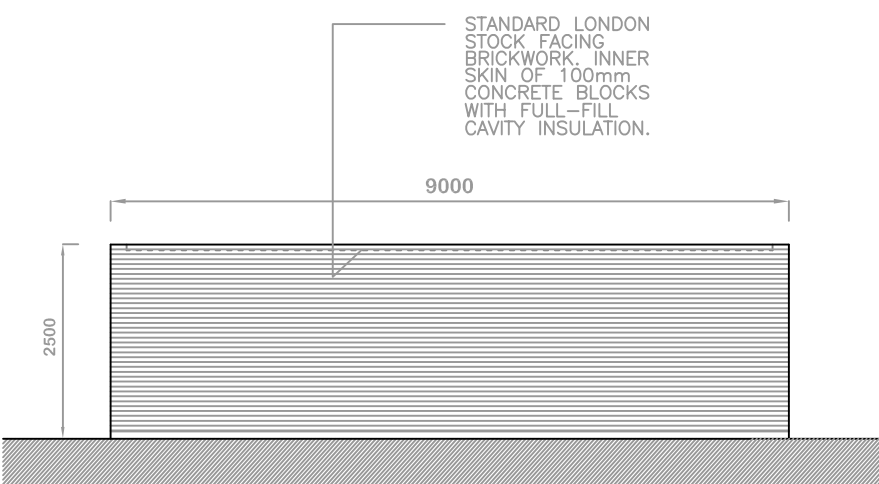 STANDARD LONDON
STOCK FACING
BRICKWORK. INNER
SKIN OF 100mm
CONCRETE BLOCKS
WITH FULL-FILL
CAVITY INSULATION.
9000
2500